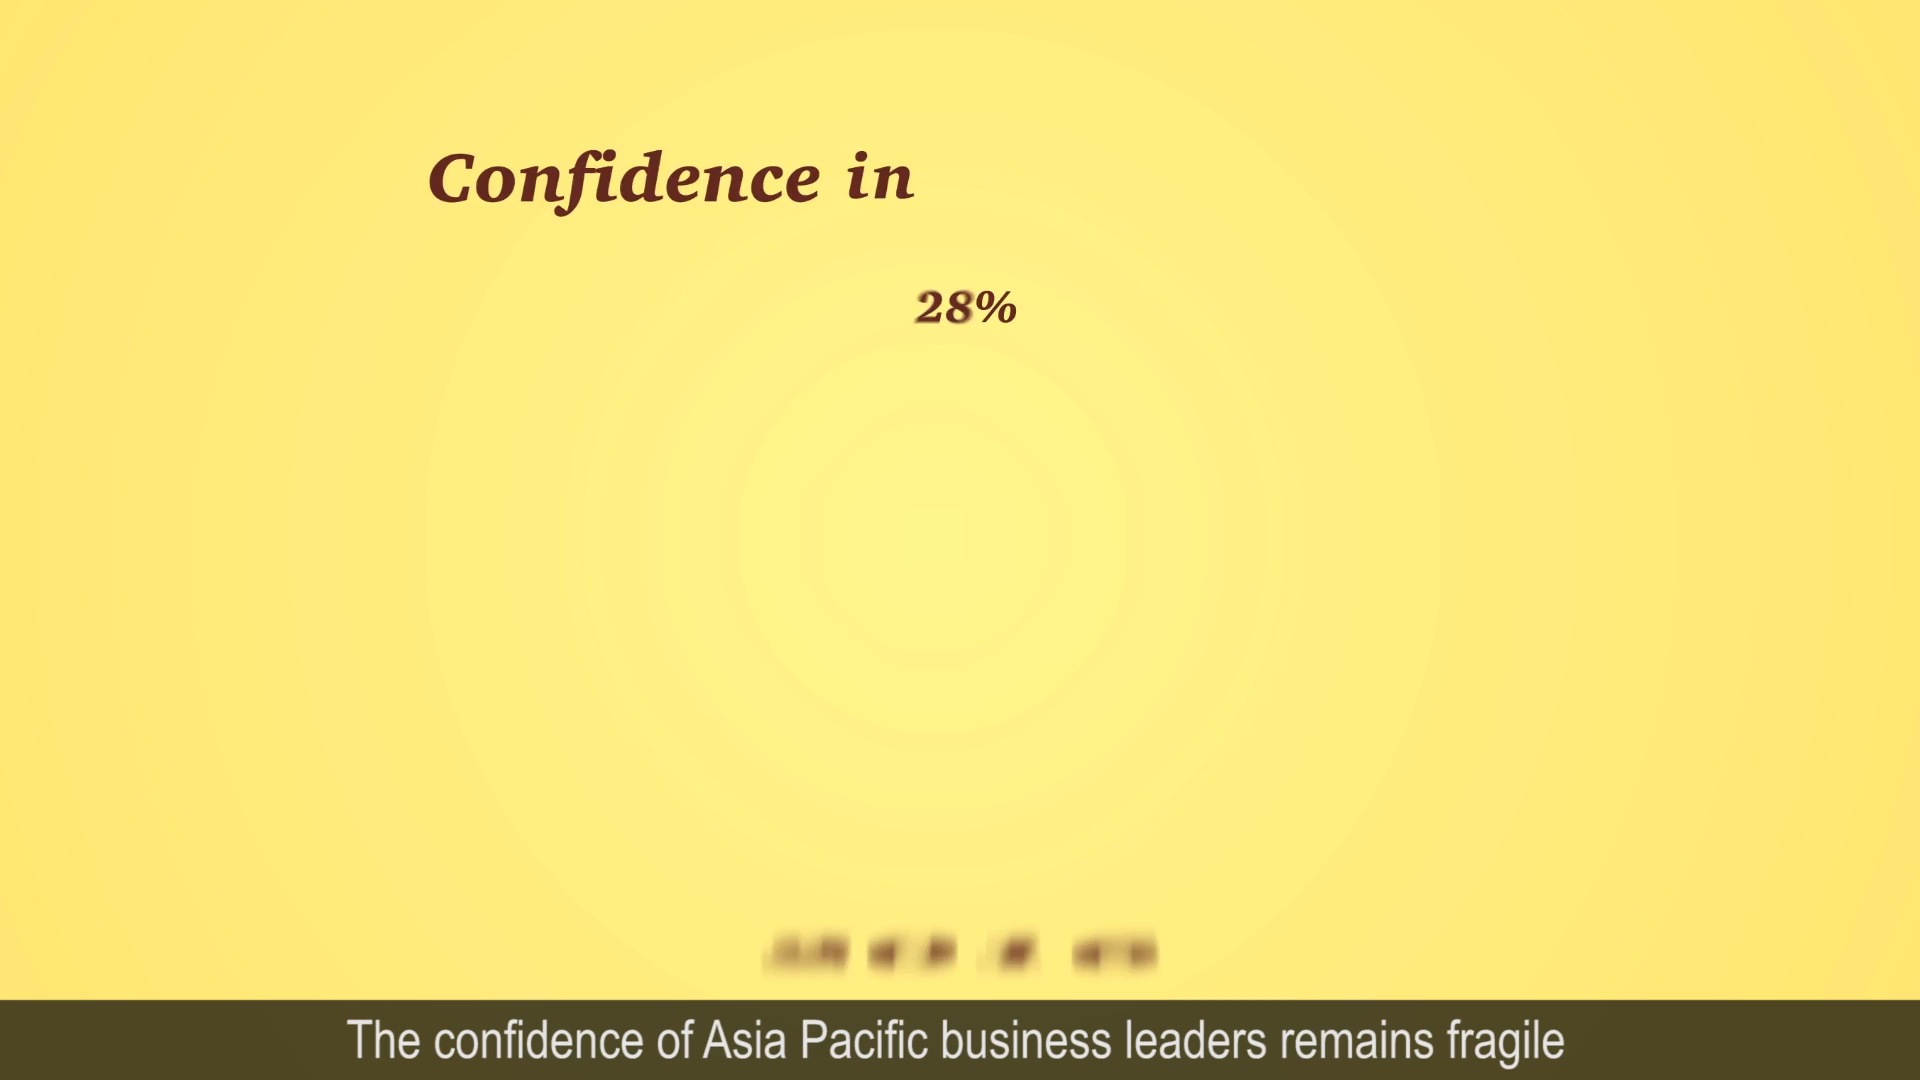 Confidence in
28%
The confidence of Asia Pacific business leaders remains fragile